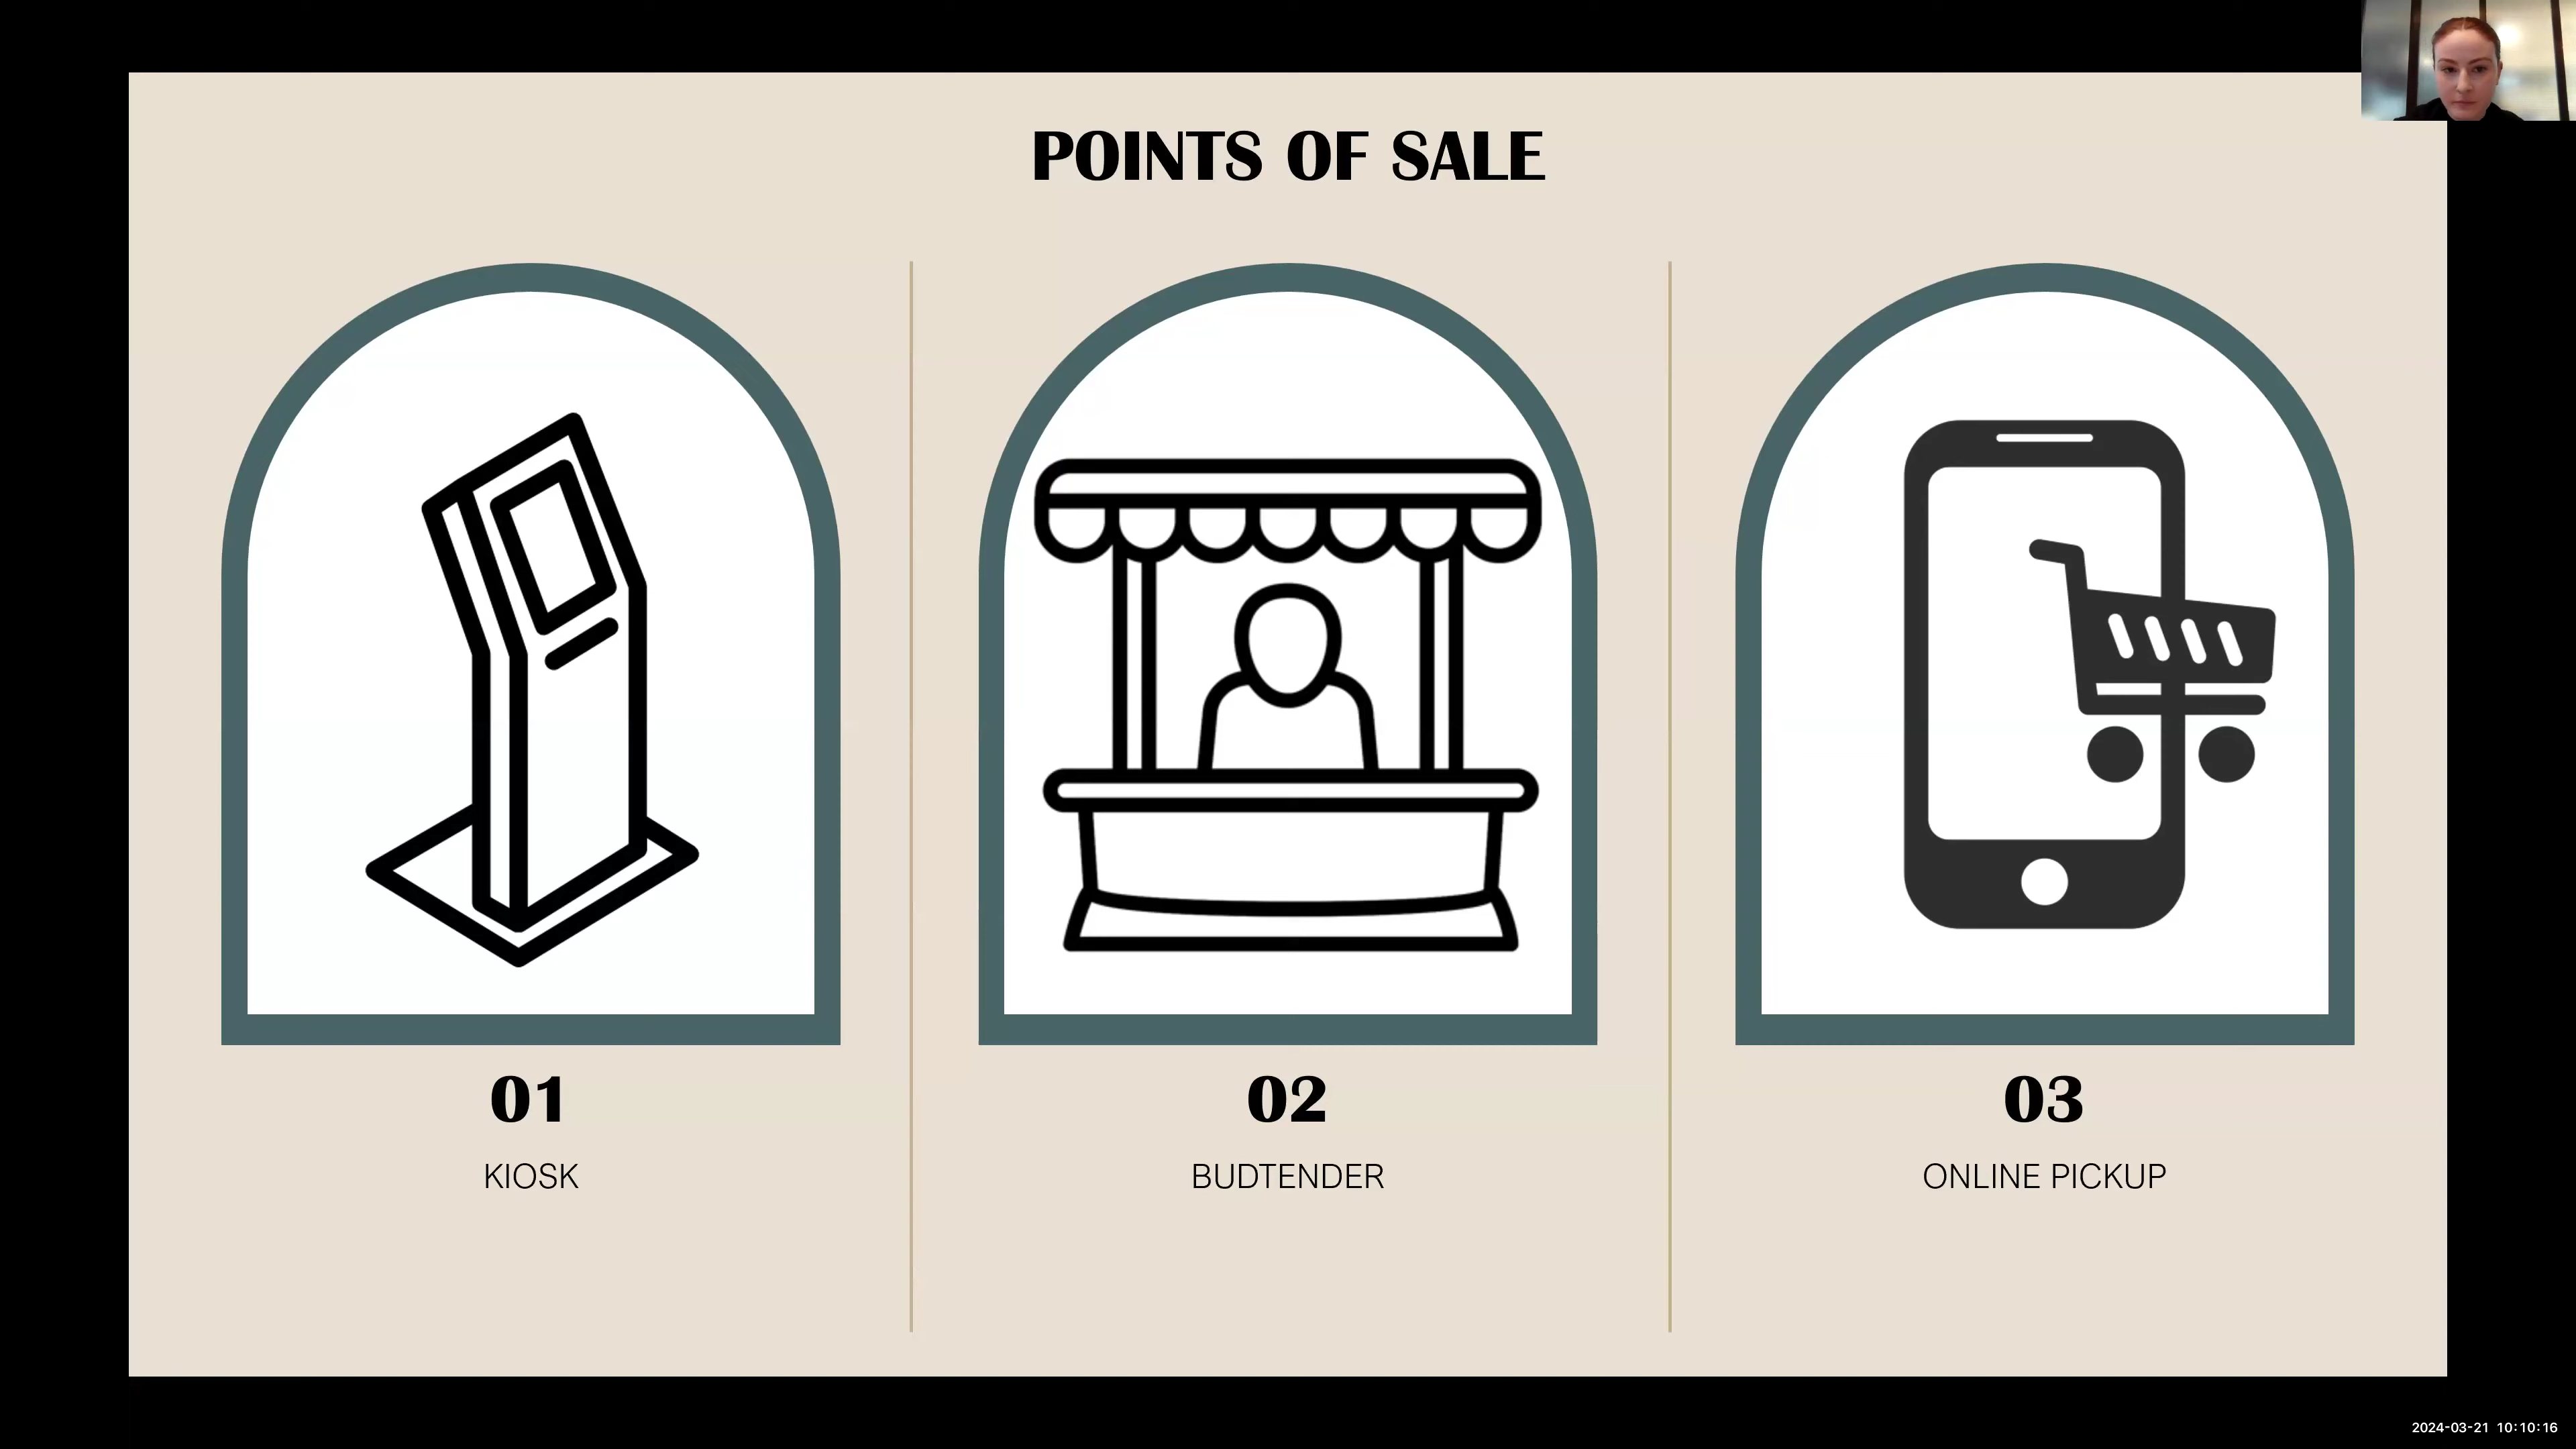 POINTS OF SALE
01
KIOSK
02
BUDTENDER
03
ONLINE PICKUP
2024-03-21 10:10:16